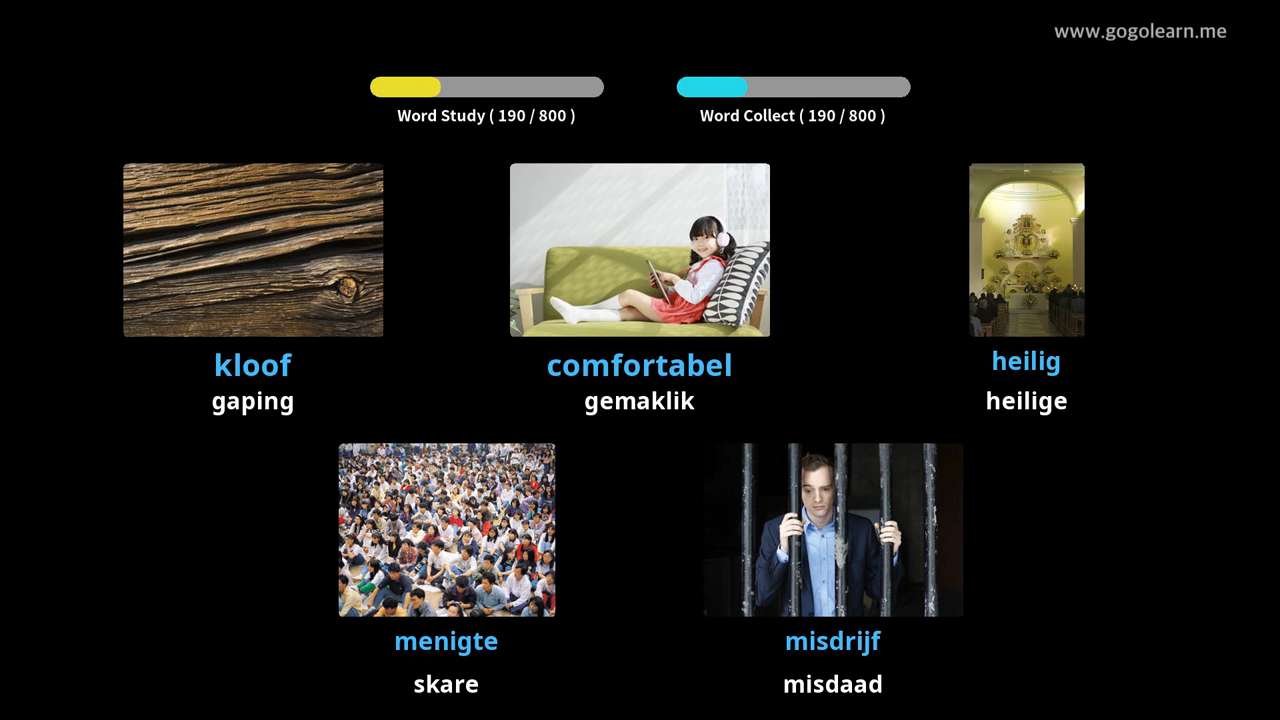 www.gogolearn.me
Word Study ( 190 / 800 )
Word Collect ( 190 / 800 )
kloof
gaping
comfortabel
gemaklik
heilig
heilige
menigte
skare
misdrijf
misdaad